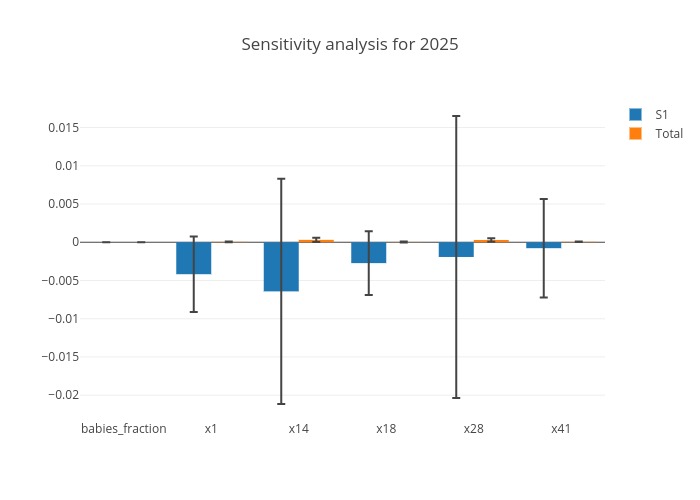 Sensitivity analysis for 2025
S1
Total
0.015
0.01
0.005
0
−0.005
−0.01
−0.015
−0.02
babies_fraction x1 x14 x18 x28 x41